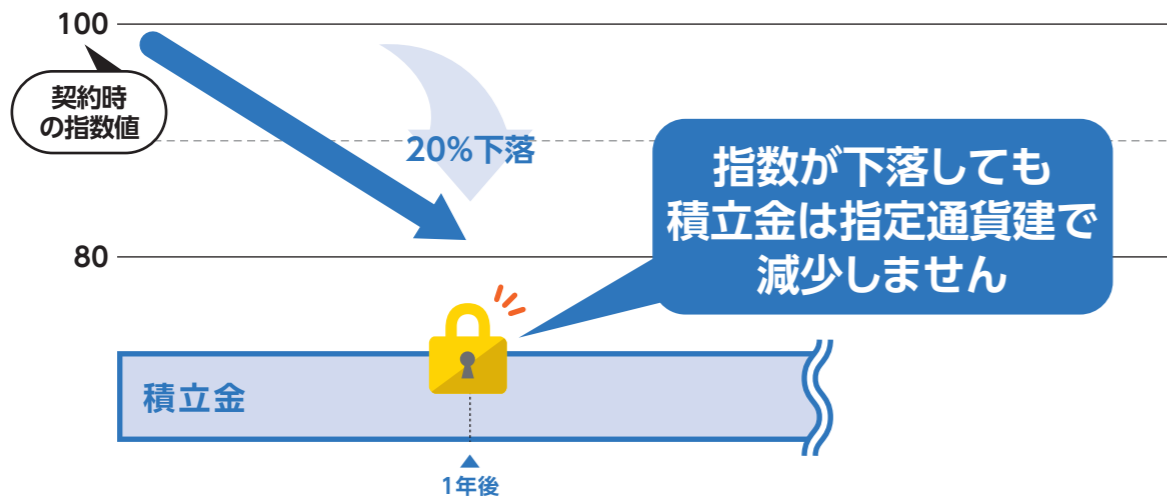 100
契約時
の指数値
20%下落
指数が下落しても
積立金は指定通貨建で
減少しません
80
積立金
1年後